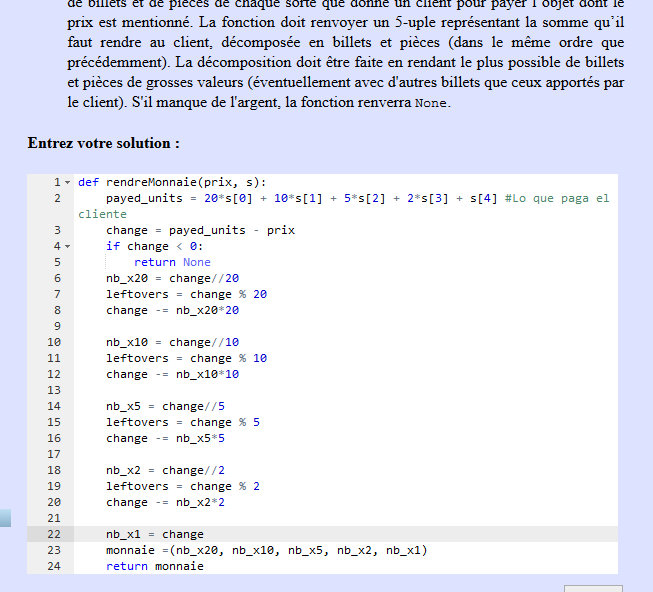 de billets et de pièces de chaque sorte que donne un client pour payer l'objet dont le
prix est mentionné. La fonction doit renvoyer un 5-uple représentant la somme qu'il
faut rendre au client, décomposée en billets et pièces (dans le même ordre que
précédemment). La décomposition doit être faite en rendant le plus possible de billets
et pièces de grosses valeurs (éventuellement avec d'autres billets que ceux apportés par
le client). S'il manque de l'argent, la fonction renverra None.
Entrez votre solution :
1 def rendreMonnaie(prix, s):
2 payed_units = 20*s[0] + 10*s[1] + 5*s[2] + 2*s[3] + s[4] #Lo que paga el
cliente
3 change = payed_units - prix
4 if change < 0:
5 return None
6 nb_x20 = change//20
7 leftovers = change % 20
8 change -= nb_x20*20
9
10 nb_x10 = change//10
11 leftovers = change % 10
12 change -= nb_x10*10
13
14 nb_x5 = change//5
15 leftovers = change % 5
16 change -= nb_x5*5
17
18 nb_x2 = change//2
19 leftovers = change % 2
20 change -= nb_x2*2
21
22 nb_x1 = change
23 monnaie =(nb_x20, nb_x10, nb_x5, nb_x2, nb_x1)
24 return monnaie